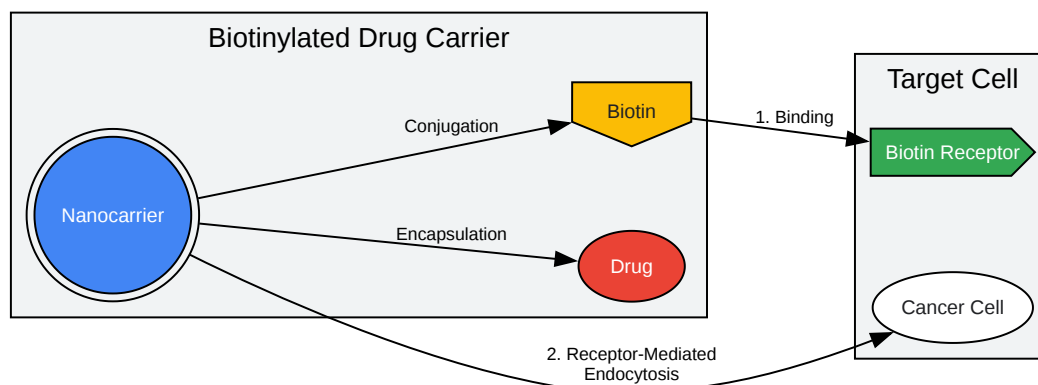 Biotinylated Drug Carrier
Target Cell
Biotin
Conjugation
1. Binding
Biotin Receptor
Nanocarrier
Encapsulation
Drug
Cancer Cell
2. Receptor-Mediated
Endocytosis